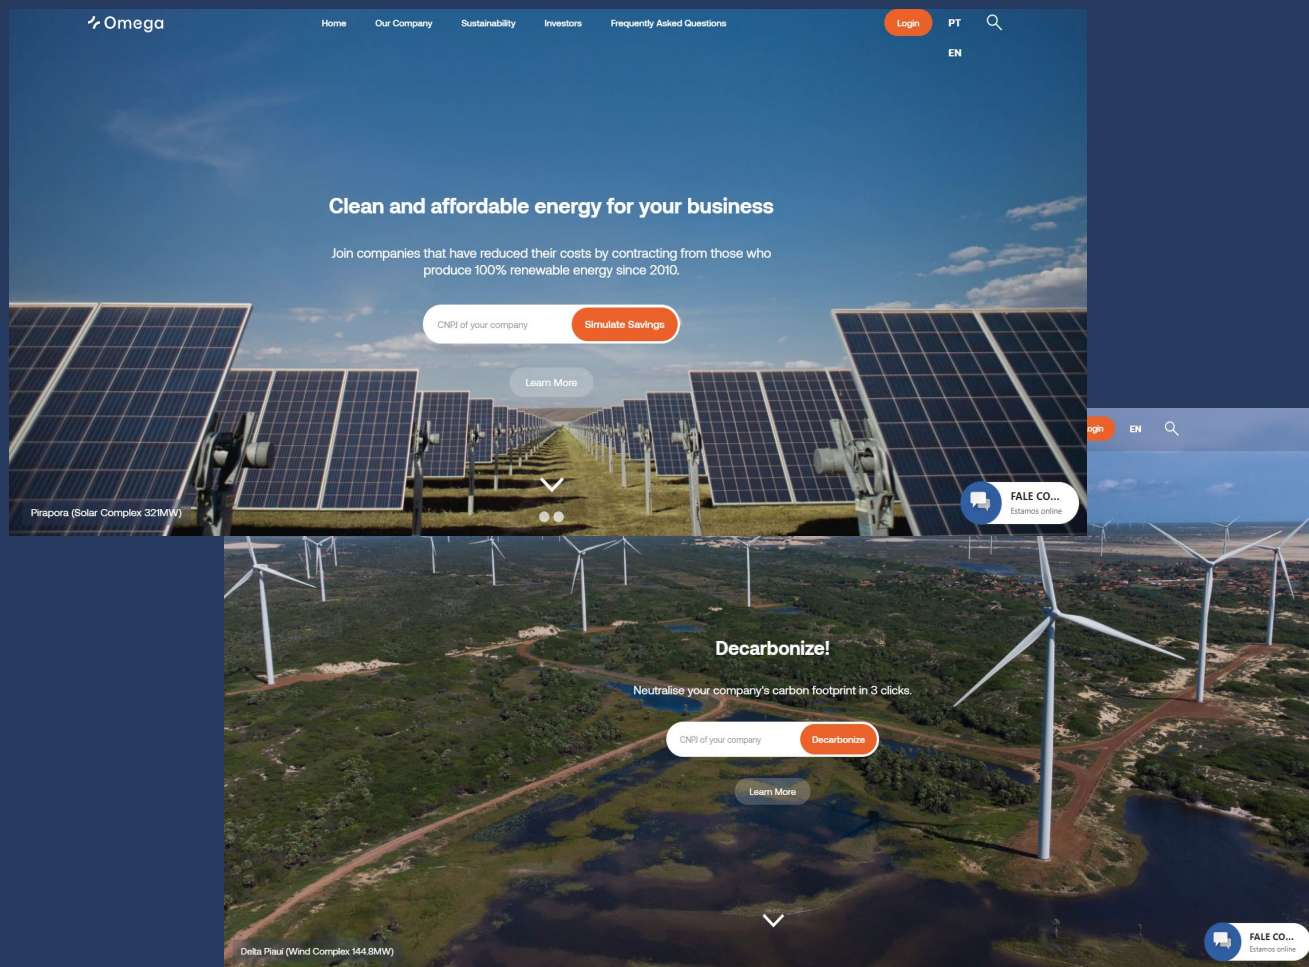 Omega
Home
Our Company
Sustainability
Investors
Frequently Asked Questions
Login
PT
EN
Clean and affordable energy for your business
Join companies that have reduced their costs by contracting from those who
produce 100% renewable energy since 2010.
CNPJ of your company
Simulate Savings
Learn More
Pirapora (Solar Complex 321MW)
FALE CO...
Estamos online
ogin
EN
Decarbonize!
Neutralise your company's carbon footprint in 3 clicks.
CNPJ of your company
Decarbonize
Learn More
Delta Piauí (Wind Complex 144.8MW)
FALE CO...
Estamos online